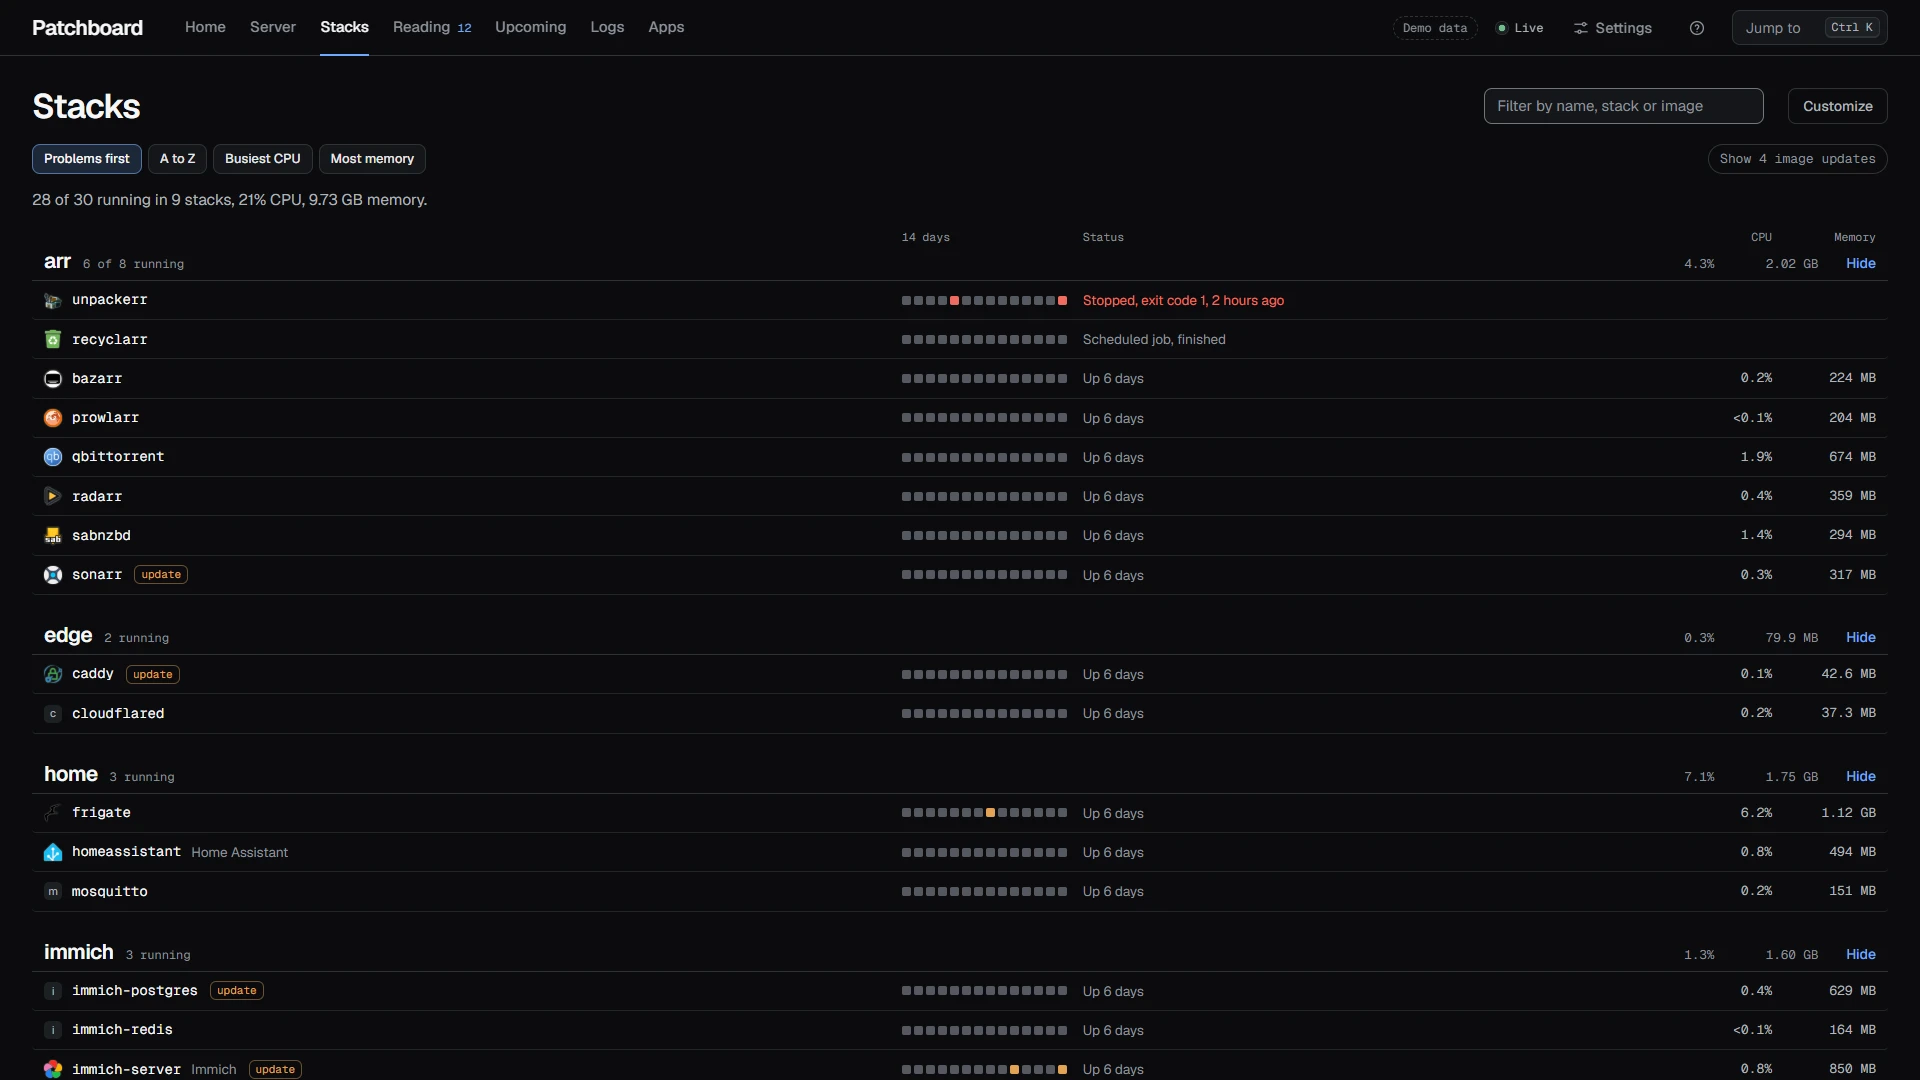 Patchboard Home Server Stacks Reading 12 Upcoming Logs Apps Demo data Live Settings Jump to Ctrl K
Stacks
Filter by name, stack or image
Customize
Problems first A to Z Busiest CPU Most memory
Show 4 image updates
28 of 30 running in 9 stacks, 21% CPU, 9.73 GB memory.
14 days Status CPU Memory
arr 6 of 8 running 4.3% 2.02 GB Hide
unpackerr Stopped, exit code 1, 2 hours ago
recyclarr Scheduled job, finished
bazarr Up 6 days 0.2% 224 MB
prowlarr Up 6 days <0.1% 204 MB
qb qbittorrent Up 6 days 1.9% 674 MB
radarr Up 6 days 0.4% 359 MB
sab sabnzbd Up 6 days 1.4% 294 MB
sonarr update Up 6 days 0.3% 317 MB
edge 2 running 0.3% 79.9 MB Hide
caddy update Up 6 days 0.1% 42.6 MB
c cloudflared Up 6 days 0.2% 37.3 MB
home 3 running 7.1% 1.75 GB Hide
frigate Up 6 days 6.2% 1.12 GB
homeassistant Home Assistant Up 6 days 0.8% 494 MB
m mosquitto Up 6 days 0.2% 151 MB
immich 3 running 1.3% 1.60 GB Hide
i immich-postgres update Up 6 days 0.4% 629 MB
i immich-redis Up 6 days <0.1% 164 MB
immich-server Immich update Up 6 days 0.8% 850 MB